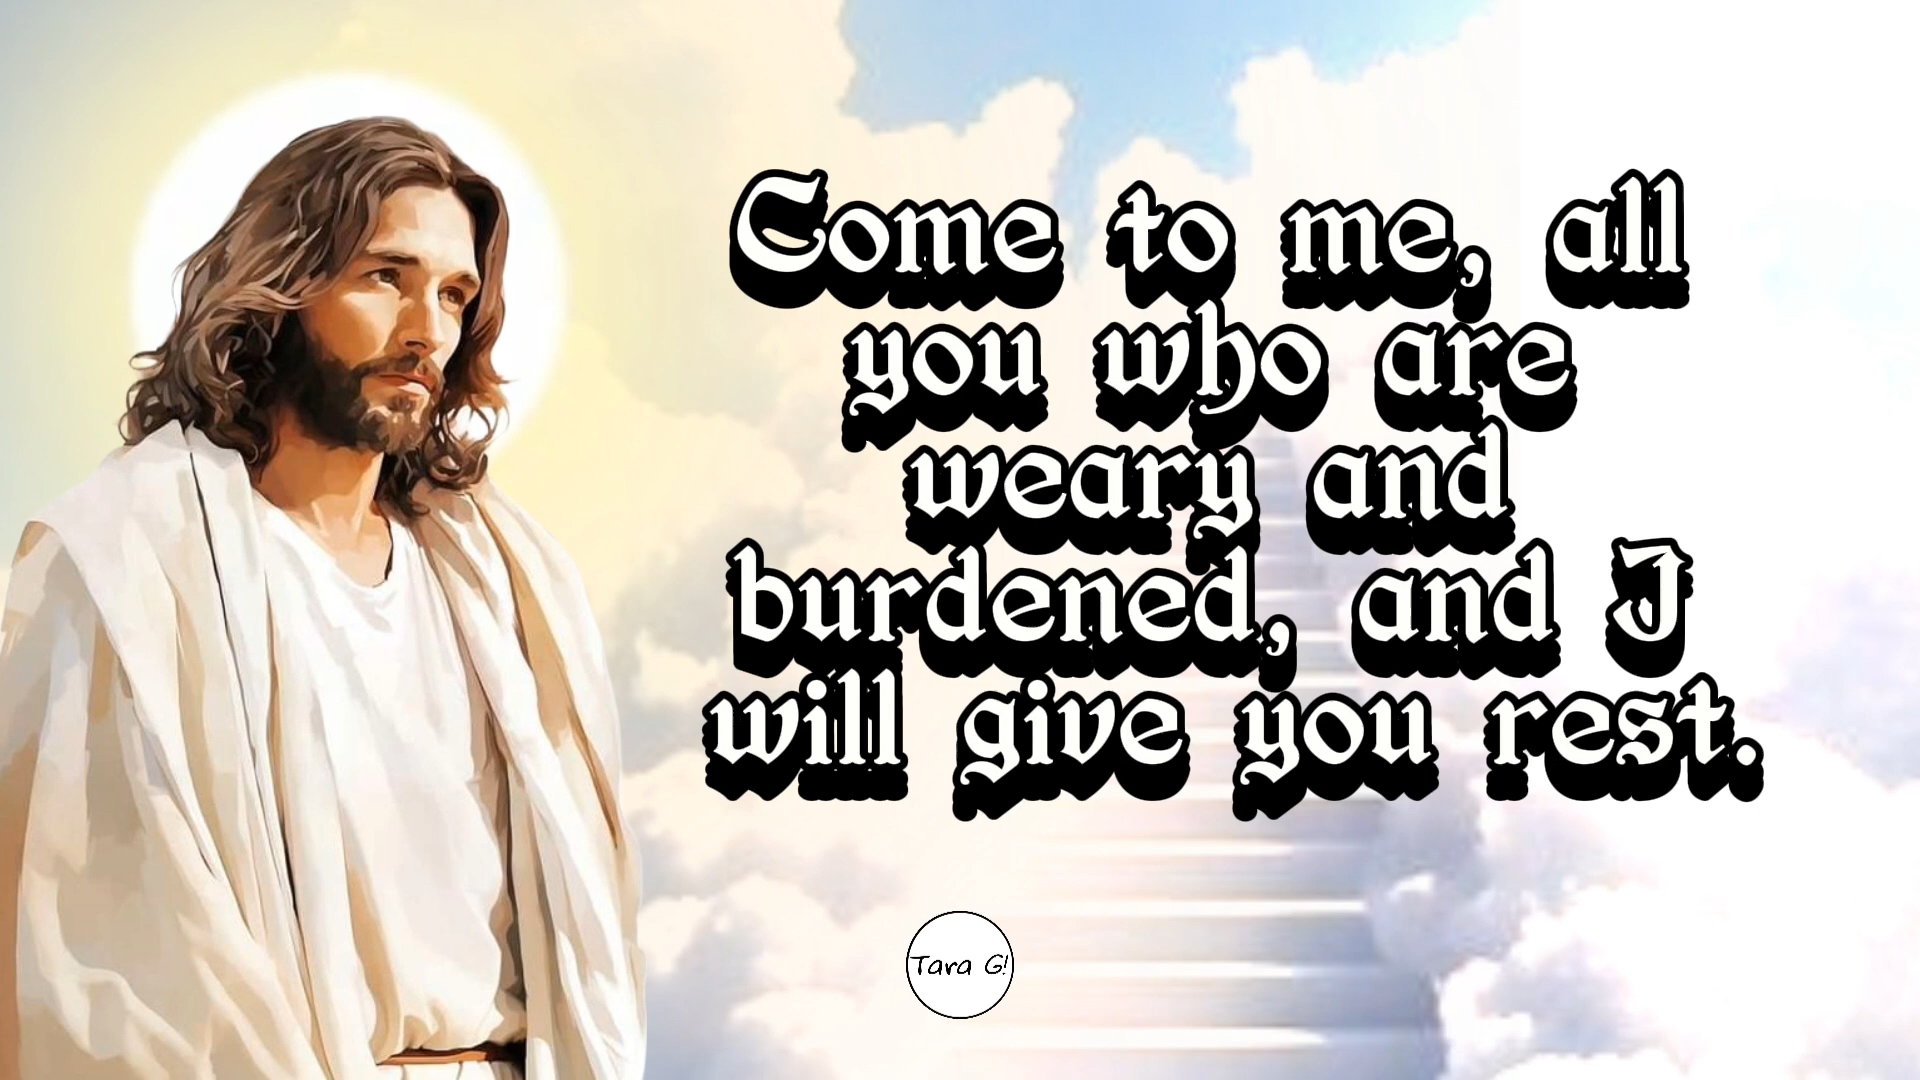 Come to me, all
you who are
weary and
burdened, and I
will give you rest.
Tara G!